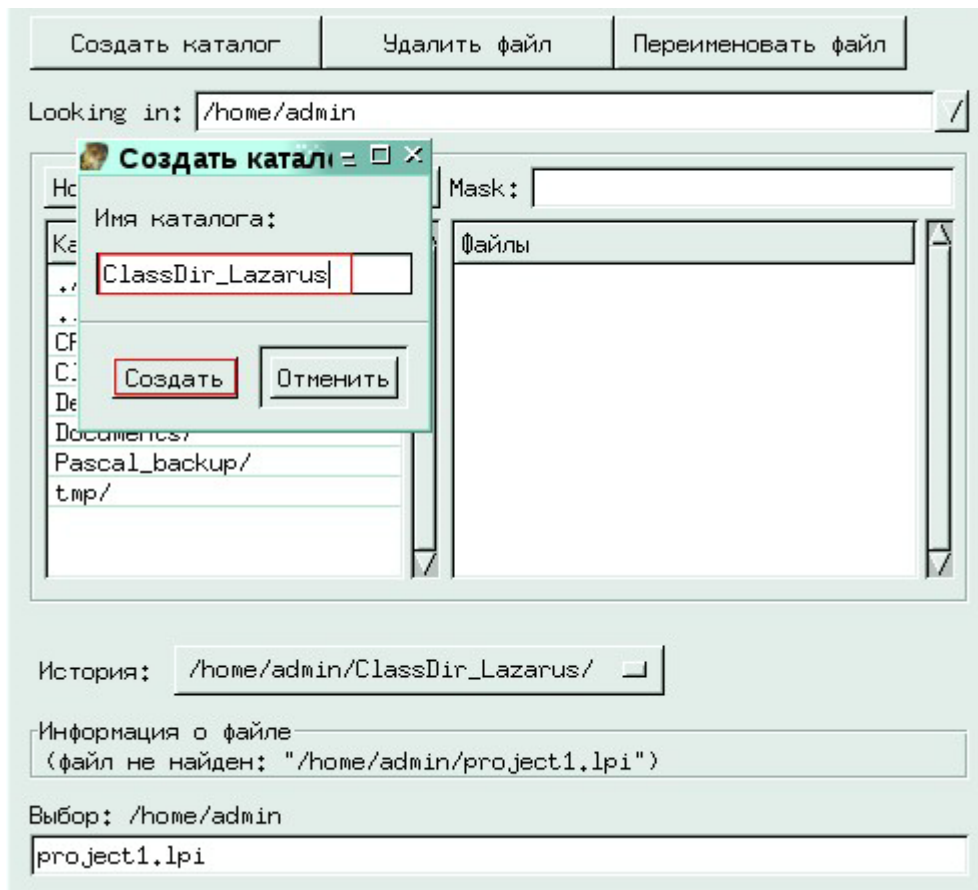 Создать каталог Удалить файл Переименовать файл
Looking in: /home/admin
Создать
Mask:
Имя каталога:
Файлы
ClassDir_Lazarus
./
Создать Отменить
Pascal_backup/
tmp/
История: /home/admin/ClassDir_Lazarus/
Информация о файле
(файл не найден: "/home/admin/project1.lpi")
Выбор: /home/admin
project1.lpi